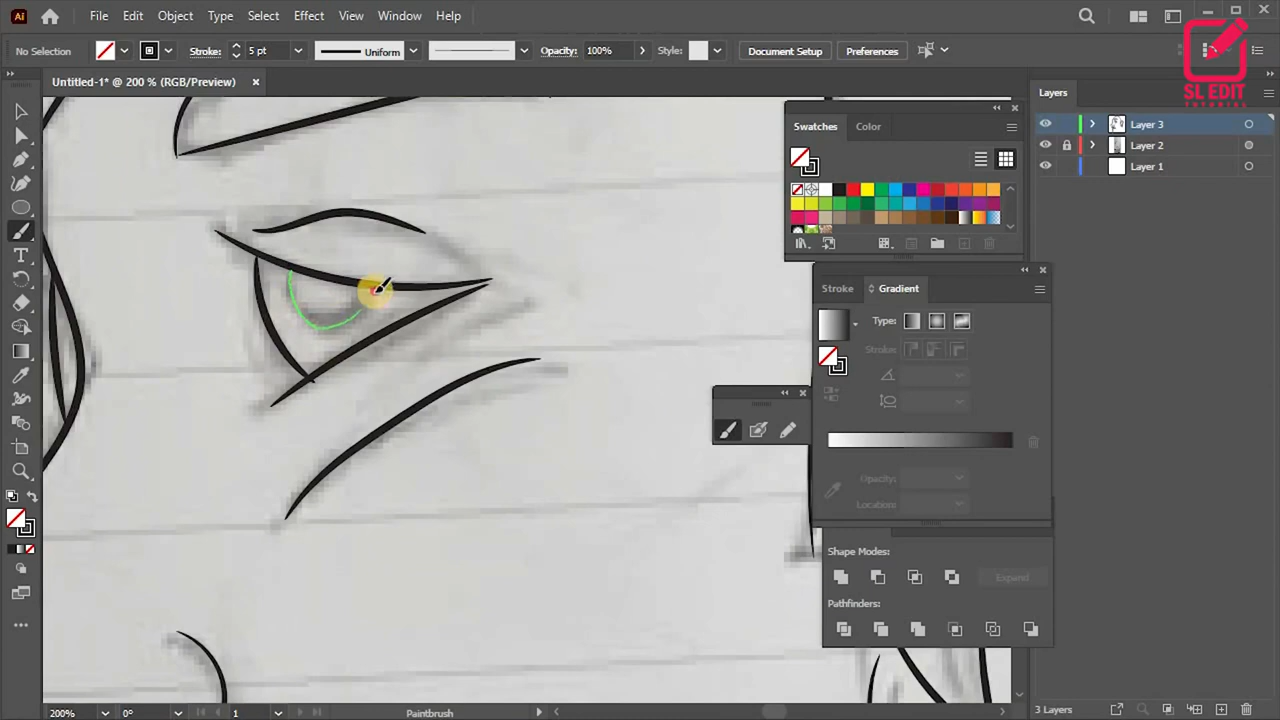 Ai File Edit Object Type Select Effect View Window Help
No Selection Stroke: 5 pt Uniform Opacity: 100% Style: Document Setup Preferences
SL EDIT
TUTORIAL
Untitled-1* @ 200 % (RGB/Preview) ×
Layers
Layer 3
Layer 2
Layer 1
Swatches Color
Stroke Gradient
Type:
Stroke:
Opacity:
Location:
Shape Modes:
Expand
Pathfinders:
200% 0° 1 Paintbrush
3 Layers